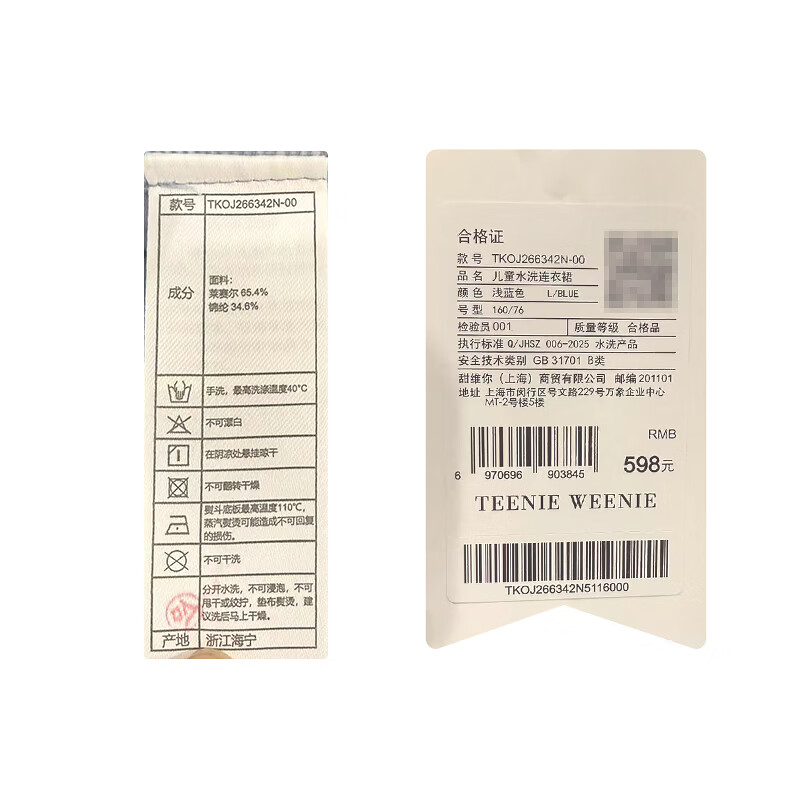 款号 TKOJ266342N-00
成分
面料:
莱赛尔 65.4%
锦纶 34.6%
手洗，最高洗涤温度40℃
不可漂白
在阴凉处悬挂晾干
不可翻转干燥
熨斗底板最高温度110℃，
蒸汽熨烫可能造成不可回复
的损伤。
不可干洗
分开水洗，不可浸泡，不可
甩干或绞拧，垫布熨烫，建
议洗后马上干燥。
产地 浙江海宁
合格证
款号 TKOJ266342N-00
品名 儿童水洗连衣裙
颜色 浅蓝色 L/BLUE
号型 160/76
检验员001 质量等级 合格品
执行标准 Q/JHSZ 006-2025 水洗产品
安全技术类别 GB 31701 B类
甜维你（上海）商贸有限公司 邮编 201101
地址 上海市闵行区号文路229号万象企业中心
MT-2号楼5楼
RMB
598元
6 970696 903845
TEENIE WEENIE
TKOJ266342N5116000